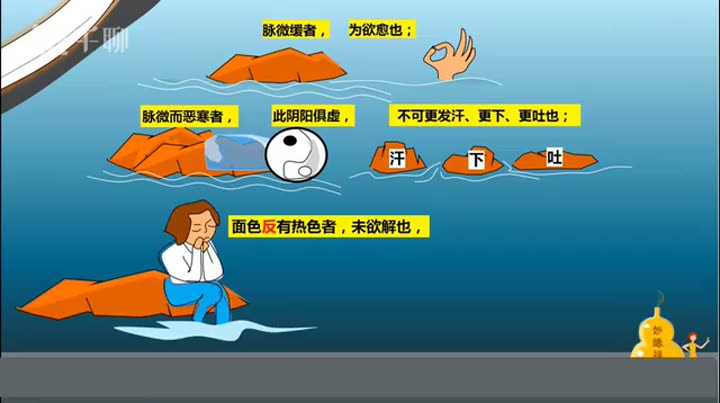 千聊
脉微缓者， 为欲愈也；
脉微而恶寒者， 此阴阳俱虚， 不可更发汗、更下、更吐也；
汗 下 吐
面色反有热色者，未欲解也，